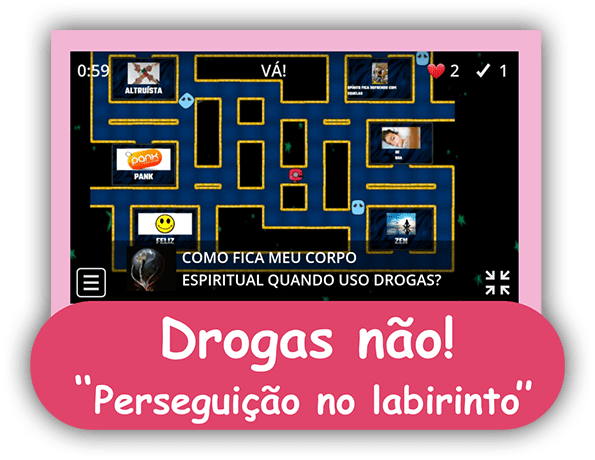 0:59
VÁ!
2
1
ALTRUÍSTA
pank
PANK
FELIZ
ZEN
COMO FICA MEU CORPO
ESPIRITUAL QUANDO USO DROGAS?
Drogas não!
“Perseguição no labirinto”